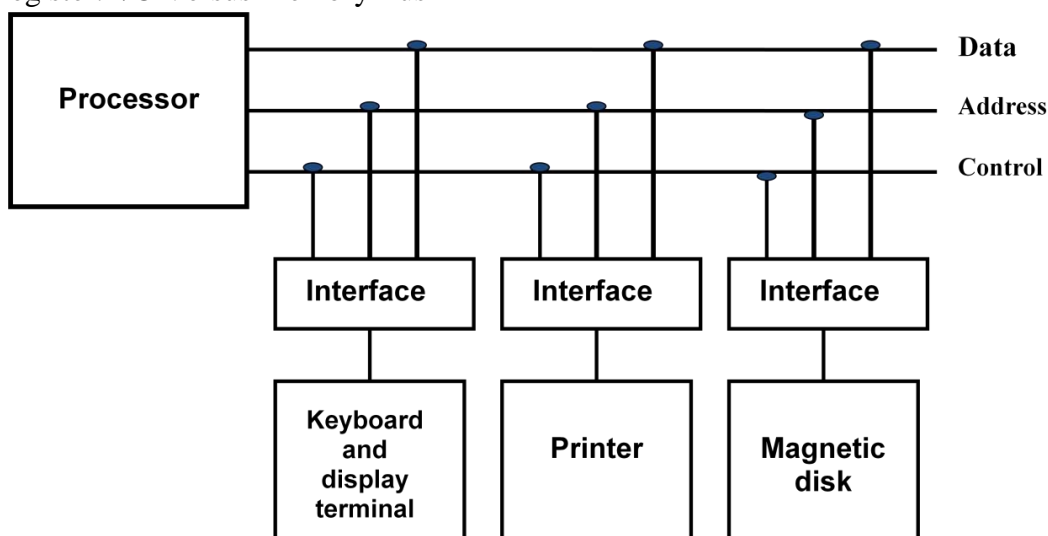 Data
Processor
Address
Control
Interface
Interface
Interface
Keyboard
and
display
terminal
Printer
Magnetic
disk